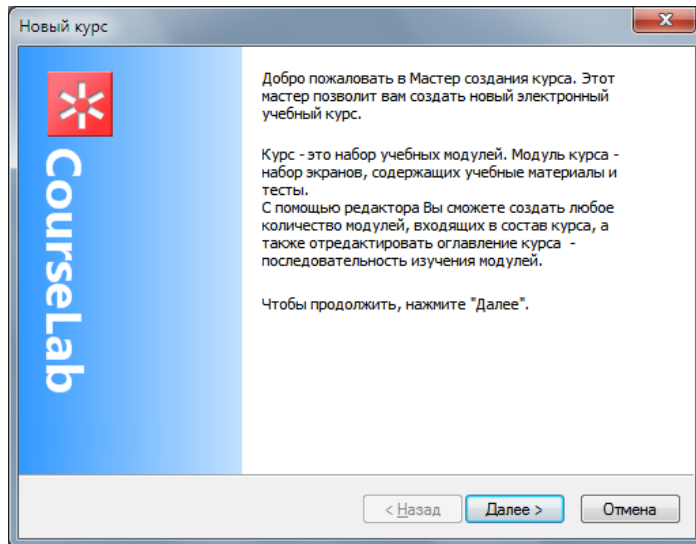 Новый курс
CourseLab
Добро пожаловать в Мастер создания курса. Этот
мастер позволит вам создать новый электронный
учебный курс.
Курс - это набор учебных модулей. Модуль курса -
набор экранов, содержащих учебные материалы и
тесты.
С помощью редактора Вы сможете создать любое
количество модулей, входящих в состав курса, а
также отредактировать оглавление курса -
последовательность изучения модулей.
Чтобы продолжить, нажмите "Далее".
< Назад
Далее >
Отмена